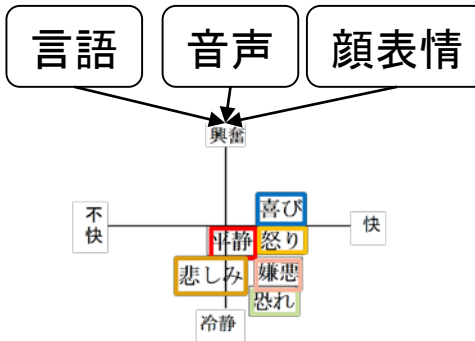 言語 音声 顔表情
興奮
不快
快
喜び
平静 怒り
悲しみ 嫌悪
恐れ
冷静